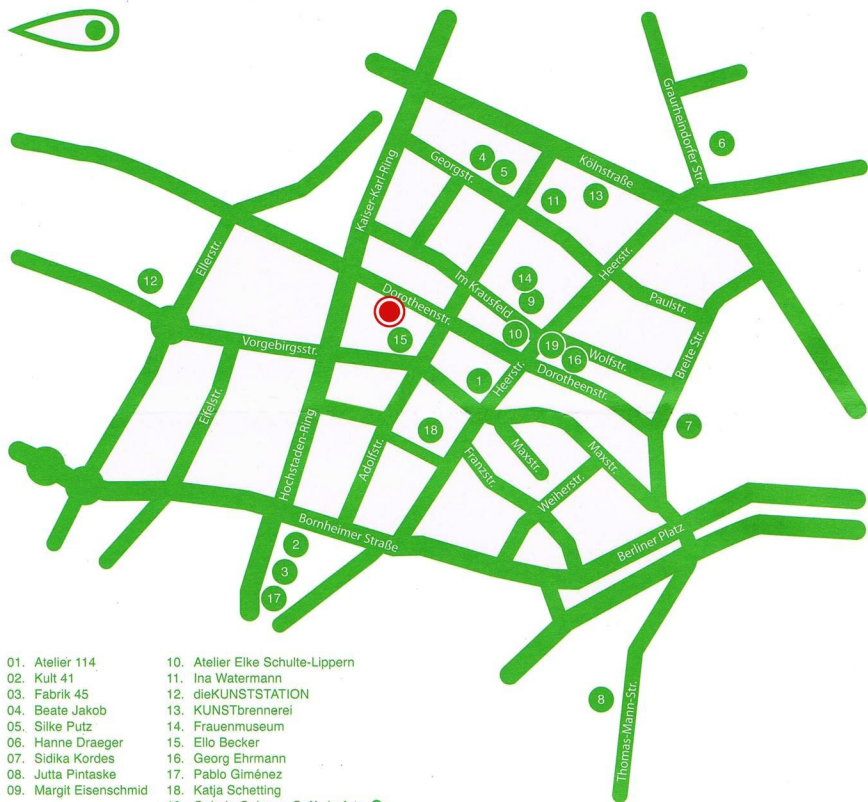 Graurheindorfer Str.
6
Kölnstraße
4
5
Georgstr.
13
11
Kaiser-Karl-Ring
Heerstr.
Ellerstr.
12
Im Krausfeld
14
9
Dorotheenstr.
Paulstr.
15
10
19
16
Wolfstr.
Breite Str.
Vorgebirgsstr.
Heerstr.
Dorotheenstr.
1
Eifelstr.
18
7
Adolfstr.
Franzstr.
Maxstr.
Maxstr.
Hochstaden-Ring
Weiherstr.
Bornheimer Straße
Berliner Platz
2
3
17
8
Thomas-Mann-Str.
01. Atelier 114
02. Kult 41
03. Fabrik 45
04. Beate Jakob
05. Silke Putz
06. Hanne Draeger
07. Sidika Kordes
08. Jutta Pintaske
09. Margit Eisenschmid
10. Atelier Elke Schulte-Lippern
11. Ina Watermann
12. dieKUNSTSTATION
13. KUNSTbrennerei
14. Frauenmuseum
15. Ello Becker
16. Georg Ehrmann
17. Pablo Giménez
18. Katja Schetting